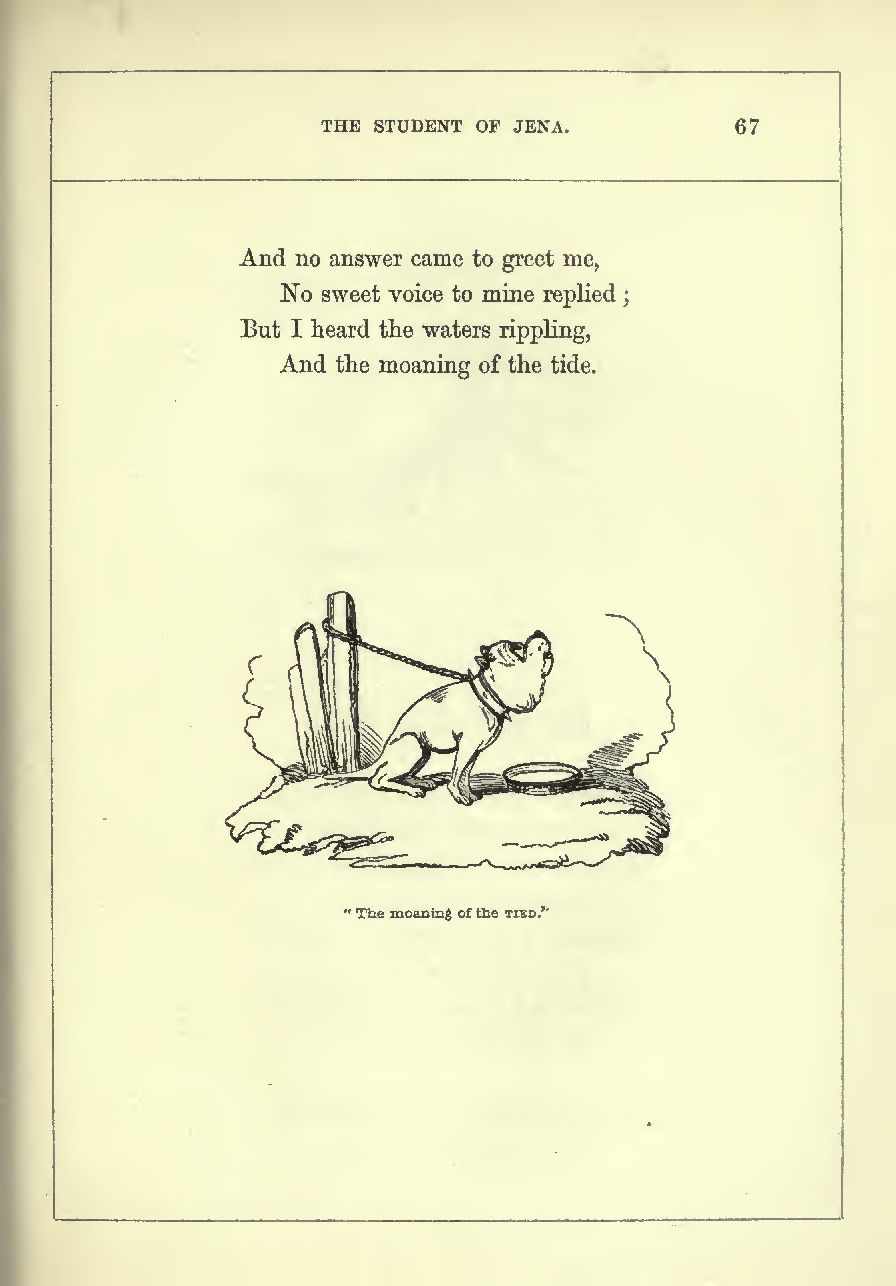 THE STUDENT OF JENA. 67
And no answer came to greet me,
No sweet voice to mine replied ;
But I heard the waters rippling,
And the moaning of the tide.
" The moaning of the TIED."